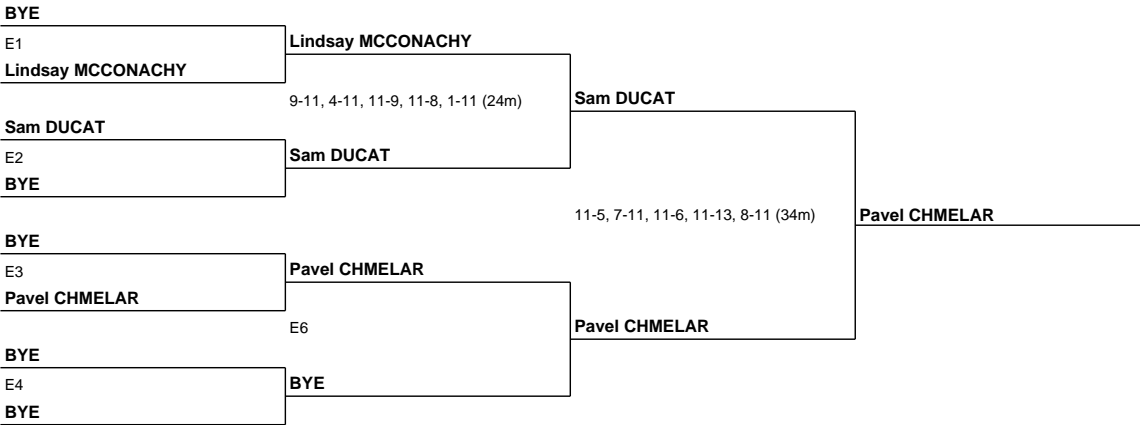 BYE
E1
Lindsay MCCONACHY
Lindsay MCCONACHY
9-11, 4-11, 11-9, 11-8, 1-11 (24m)
Sam DUCAT
Sam DUCAT
E2
Sam DUCAT
BYE
11-5, 7-11, 11-6, 11-13, 8-11 (34m)
Pavel CHMELAR
BYE
E3
Pavel CHMELAR
Pavel CHMELAR
E6
Pavel CHMELAR
BYE
E4
BYE
BYE